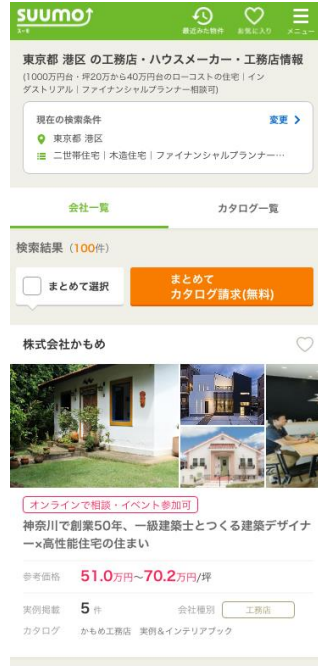 suumo
スーモ
最近みた物件
お気に入り
メニュー
東京都 港区 の工務店・ハウスメーカー・工務店情報
(1000万円台・坪20万から40万円台のローコストの住宅｜イン
ダストリアル｜ファイナンシャルプランナー相談可)
現在の検索条件
変更
東京都 港区
二世帯住宅｜木造住宅｜ファイナンシャルプランナー…
会社一覧
カタログ一覧
検索結果（100件）
まとめて選択
まとめて
カタログ請求(無料)
株式会社かもめ
オンラインで相談・イベント参加可
神奈川で創業50年、一級建築士とつくる建築デザイナ
ー×高性能住宅の住まい
参考価格 51.0万円～70.2万円/坪
実例掲載 5 件 会社種別 工務店
カタログ かもめ工務店 実例&インテリアブック